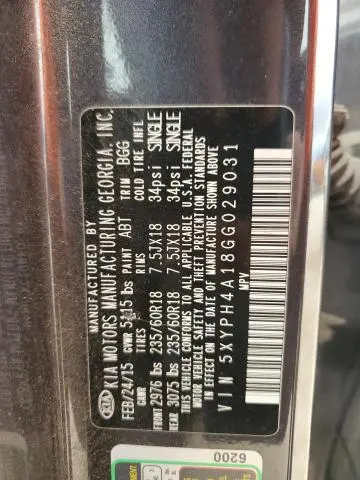 MANUFACTURED BY
KIA KIA MOTORS MANUFACTURING GEORGIA, INC.
FEB/24/15 GVWR 5115 lbs PAINT ABT TRIM BGG
GAWR TIRES RIMS COLD TIRE INFL
FRONT 2976 lbs 235/60R18 7.5JX18 34psi SINGLE
REAR 3075 lbs 235/60R18 7.5JX18 34psi SINGLE
THIS VEHICLE CONFORMS TO ALL APPLICABLE U.S.A. FEDERAL
MOTOR VEHICLE SAFETY AND THEFT PREVENTION STANDARDS
IN EFFECT ON THE DATE OF MANUFACTURE SHOWN ABOVE
VIN 5XYPH4A18GG029031
MPV
6200